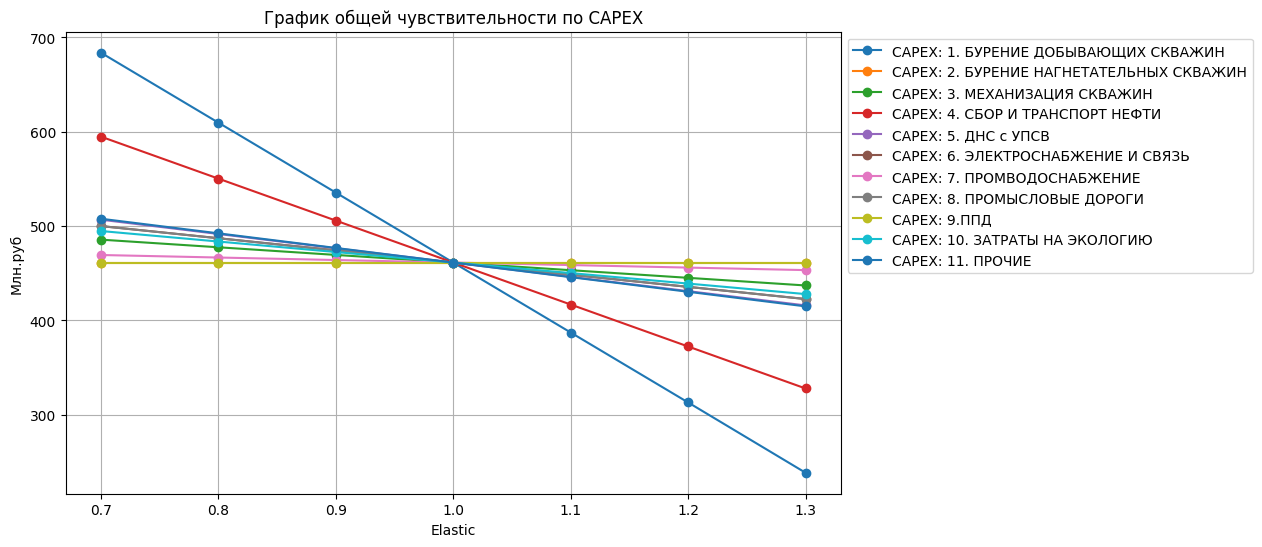 График общей чувствительности по CAPEX
700
600
500
400
300
Млн.руб
0.7
0.8
0.9
1.0
1.1
1.2
1.3
Elastic
CAPEX: 1. БУРЕНИЕ ДОБЫВАЮЩИХ СКВАЖИН
CAPEX: 2. БУРЕНИЕ НАГНЕТАТЕЛЬНЫХ СКВАЖИН
CAPEX: 3. МЕХАНИЗАЦИЯ СКВАЖИН
CAPEX: 4. СБОР И ТРАНСПОРТ НЕФТИ
CAPEX: 5. ДНС с УПСВ
CAPEX: 6. ЭЛЕКТРОСНАБЖЕНИЕ И СВЯЗЬ
CAPEX: 7. ПРОМВОДОСНАБЖЕНИЕ
CAPEX: 8. ПРОМЫСЛОВЫЕ ДОРОГИ
CAPEX: 9.ППД
CAPEX: 10. ЗАТРАТЫ НА ЭКОЛОГИЮ
CAPEX: 11. ПРОЧИЕ